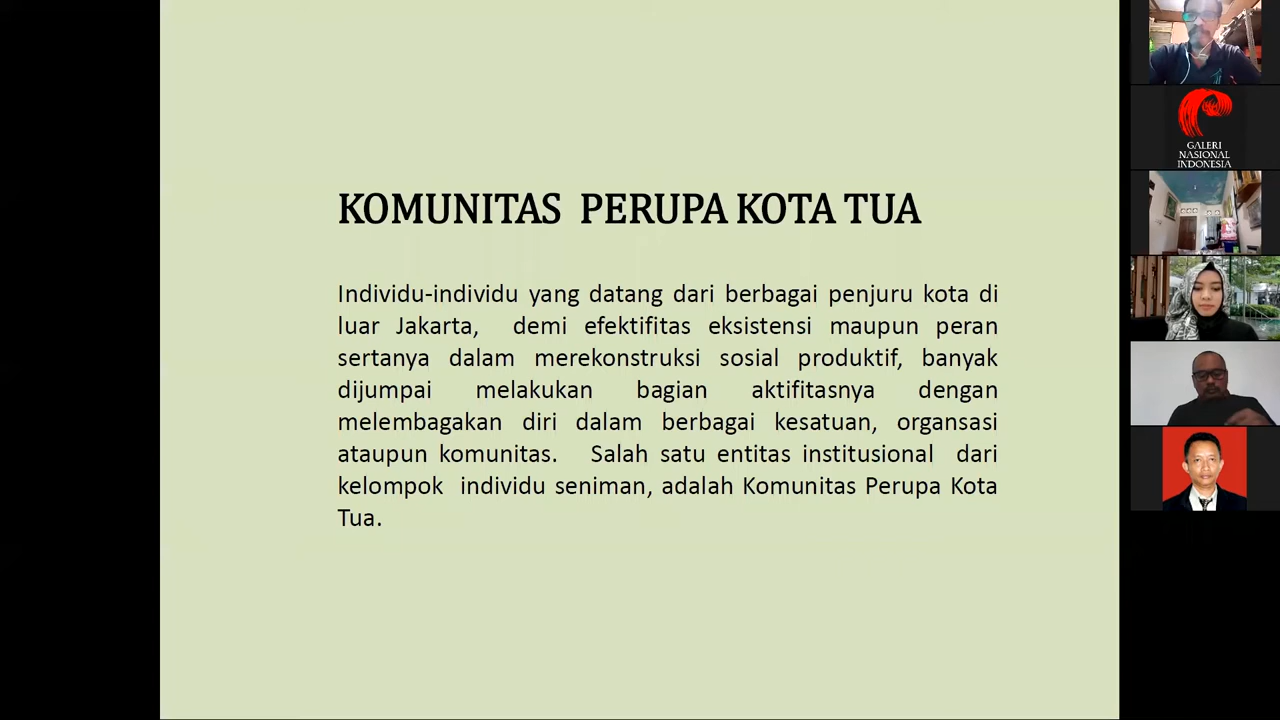 KOMUNITAS PERUPA KOTA TUA
Individu-individu yang datang dari berbagai penjuru kota di
luar Jakarta, demi efektifitas eksistensi maupun peran
sertanya dalam merekonstruksi sosial produktif, banyak
dijumpai melakukan bagian aktifitasnya dengan
melembagakan diri dalam berbagai kesatuan, organsasi
ataupun komunitas. Salah satu entitas institusional dari
kelompok individu seniman, adalah Komunitas Perupa Kota
Tua.
GALERI
NASIONAL
INDONESIA